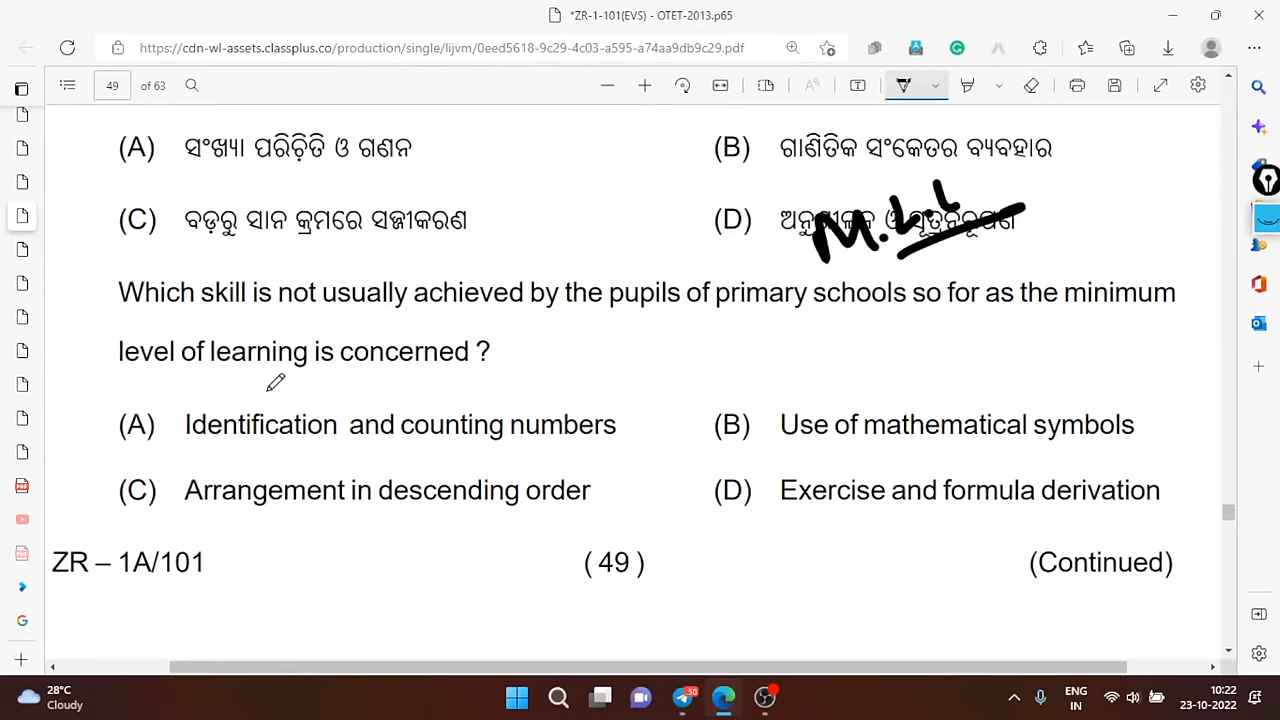 *ZR-1-101(EVS) - OTET-2013.p65
https://cdn-wl-assets.classplus.co/production/single/lijvm/0eed5618-9c29-4c03-a595-a74aa9db9c29.pdf
49 of 63
(A) ସଂଖ୍ୟା ପରିଚିତି ଓ ଗଣନ (B) ଗାଣିତିକ ସଂକେତର ବ୍ୟବହାର
(C) ବଡ଼ରୁ ସାନ କ୍ରମରେ ସଜ୍ଜୀକରଣ (D) ଓ
M.L.L
Which skill is not usually achieved by the pupils of primary schools so for as the minimum
level of learning is concerned ?
(A) Identification and counting numbers (B) Use of mathematical symbols
(C) Arrangement in descending order (D) Exercise and formula derivation
ZR – 1A/101 ( 49 ) (Continued)
28°C
Cloudy
50
ENG
IN
10:22
23-10-2022